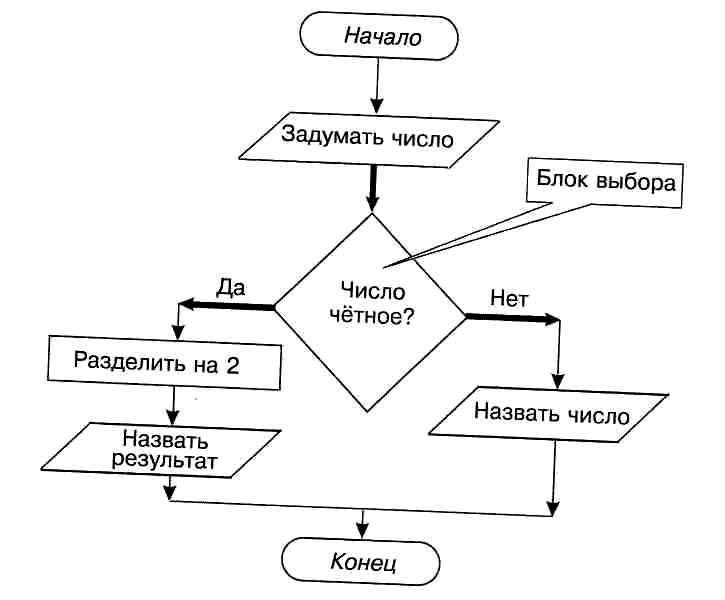 Начало
Задумать число
Блок выбора
Да
Число
чётное?
Нет
Разделить на 2
Назвать число
Назвать
результат
Конец